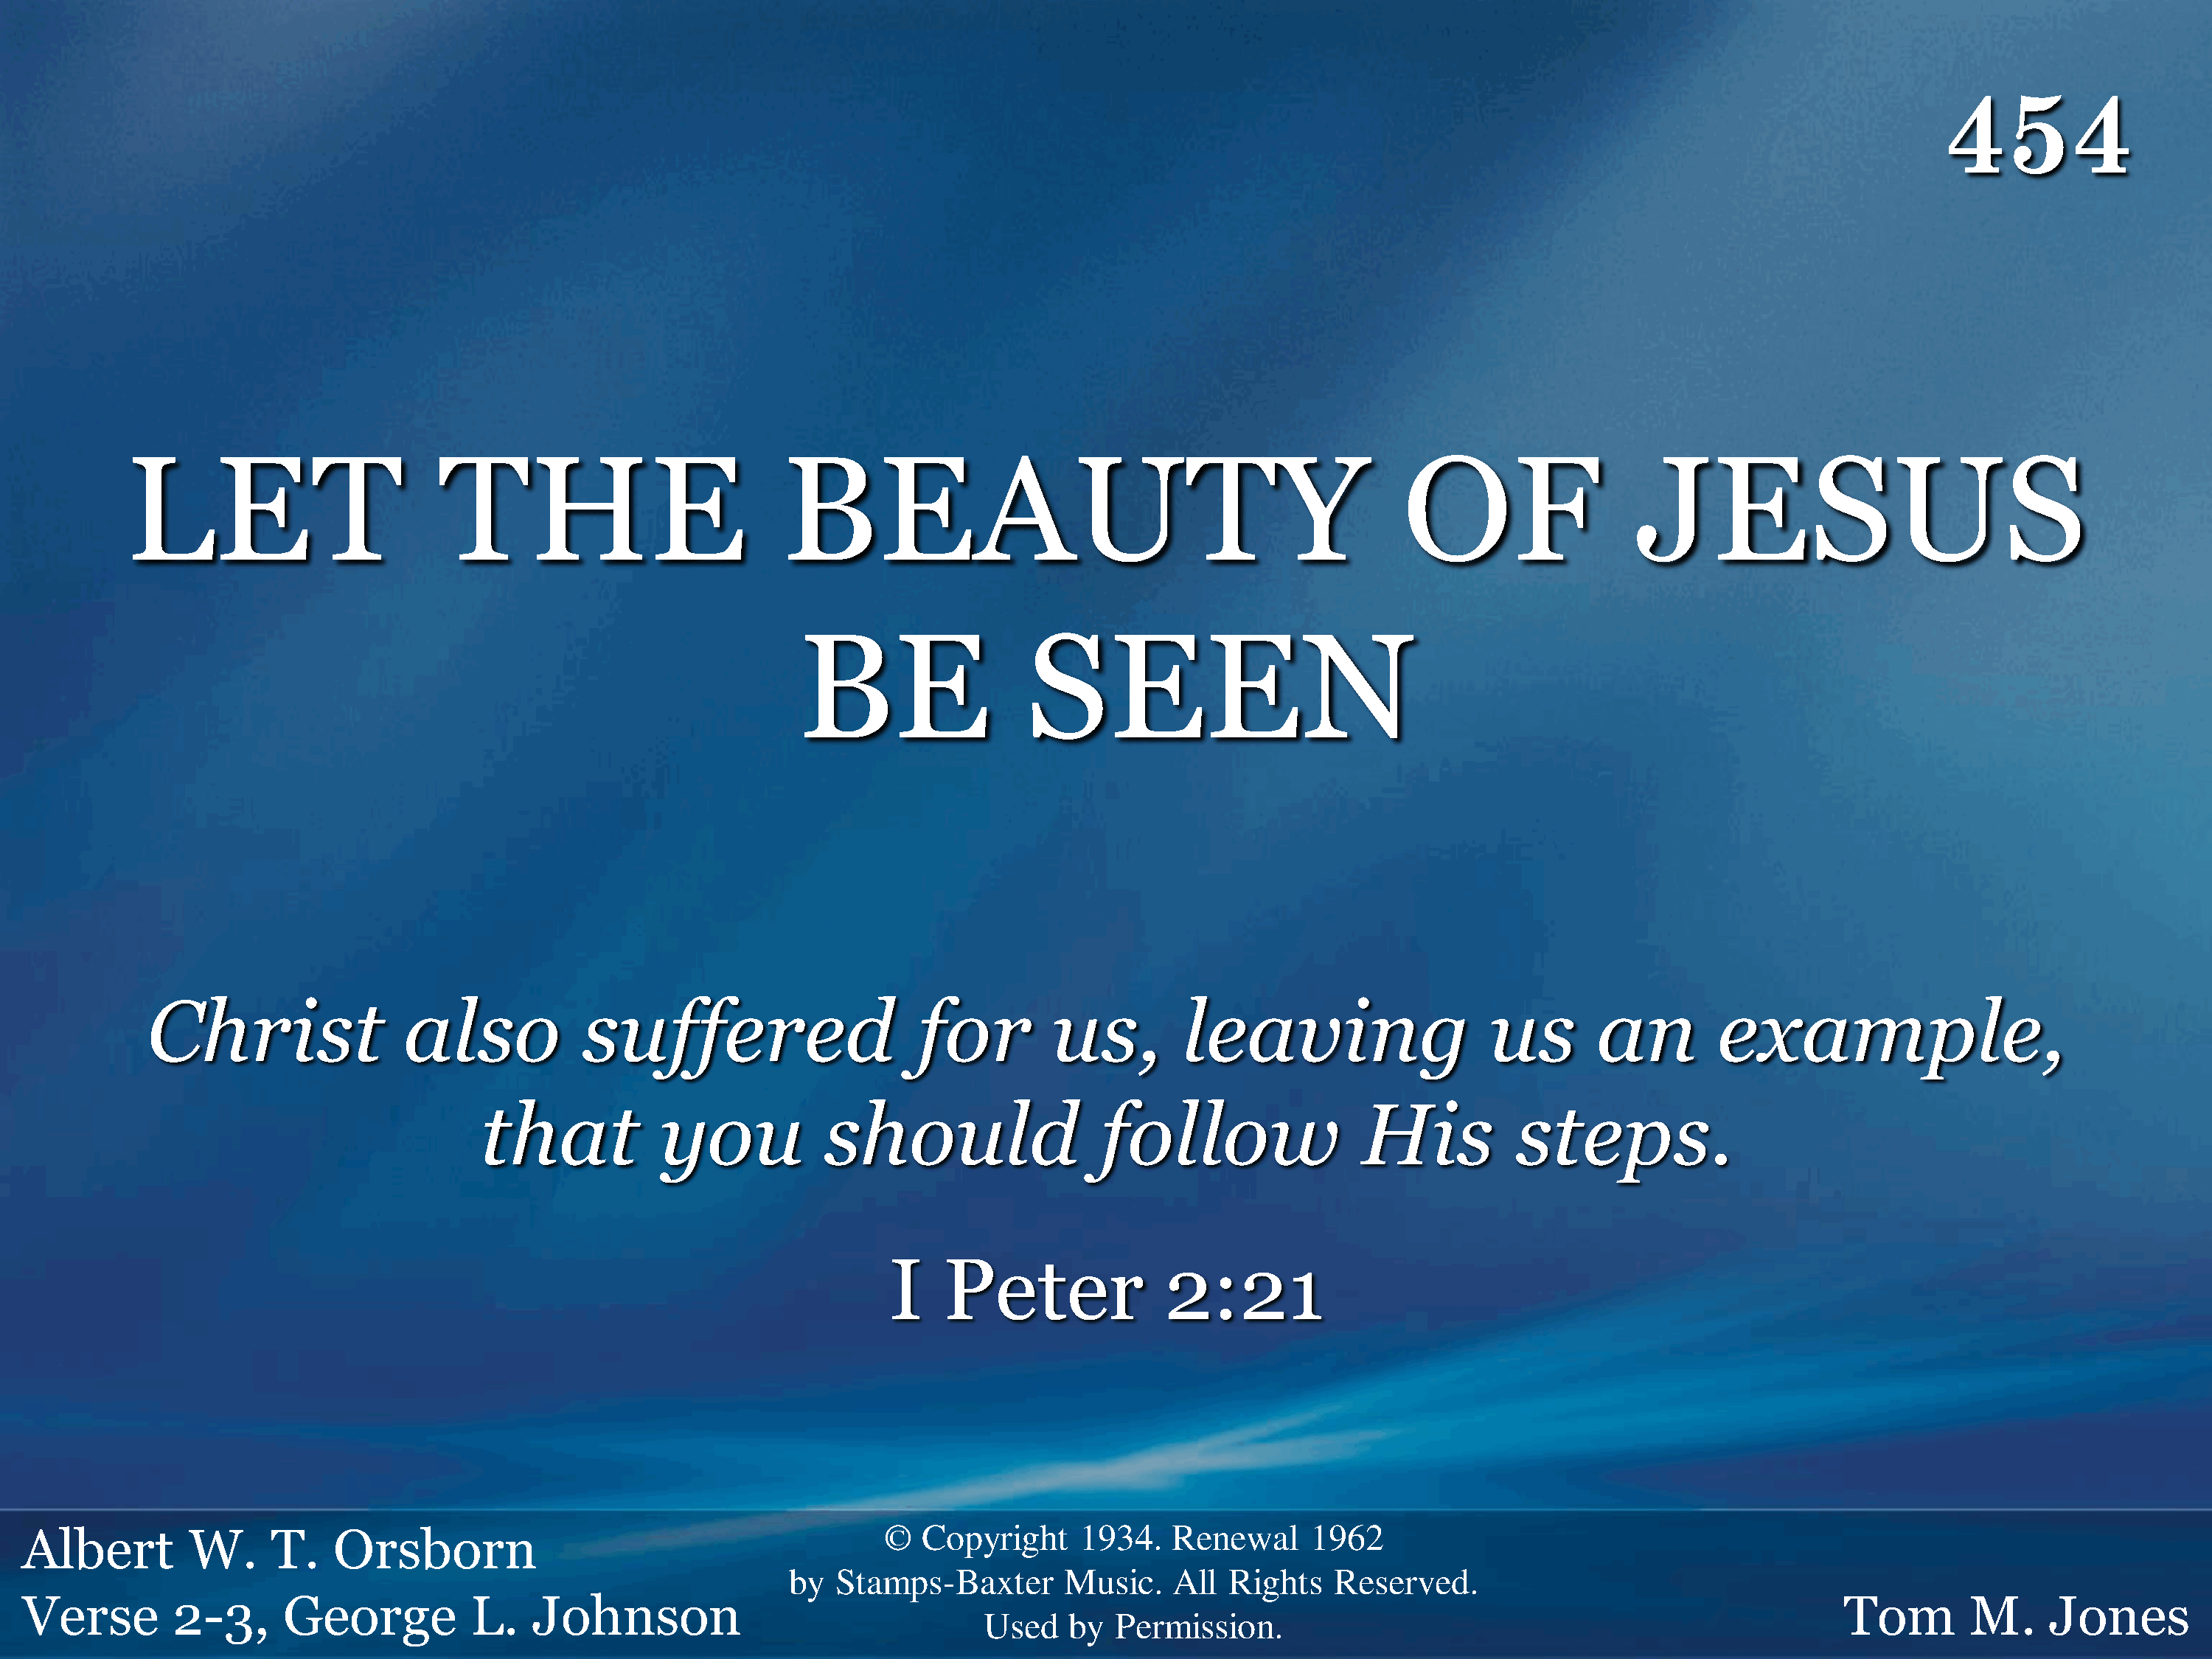 454
LET THE BEAUTY OF JESUS
BE SEEN
Christ also suffered for us, leaving us an example,
that you should follow His steps.
I Peter 2:21
Albert W. T. Orsborn
Verse 2-3, George L. Johnson
© Copyright 1934. Renewal 1962
by Stamps-Baxter Music. All Rights Reserved.
Used by Permission.
Tom M. Jones